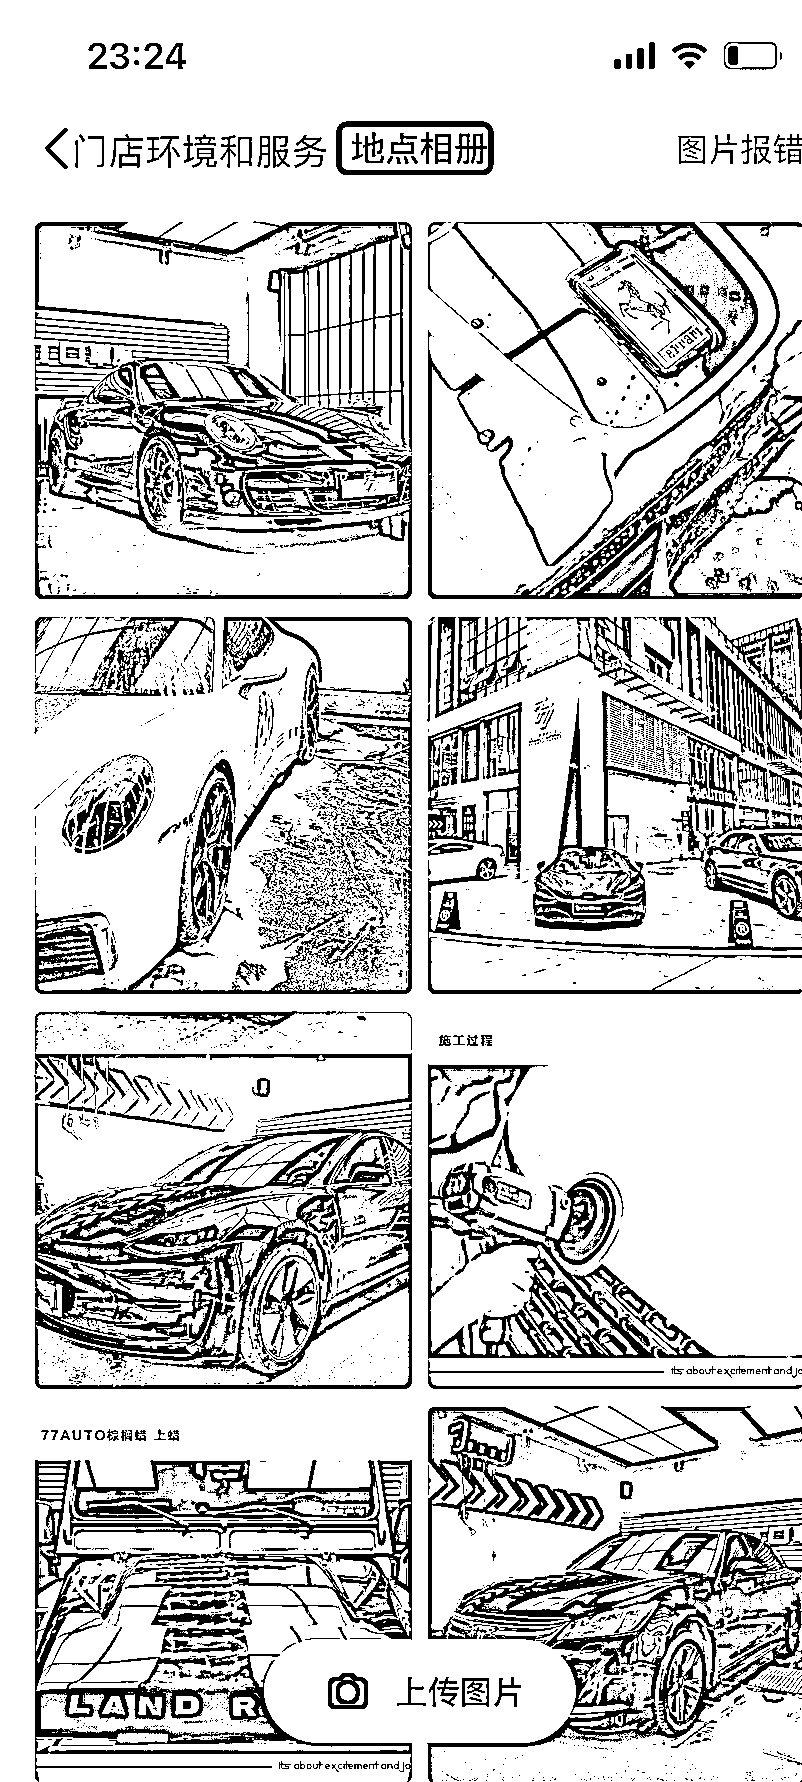 23:24
门店环境和服务 地点相册 图片报错
Ferrari
施工过程
its about excitement and jo
77AUTO棕榈蜡 上蜡
LAND R
its about excitement and jo
上传图片